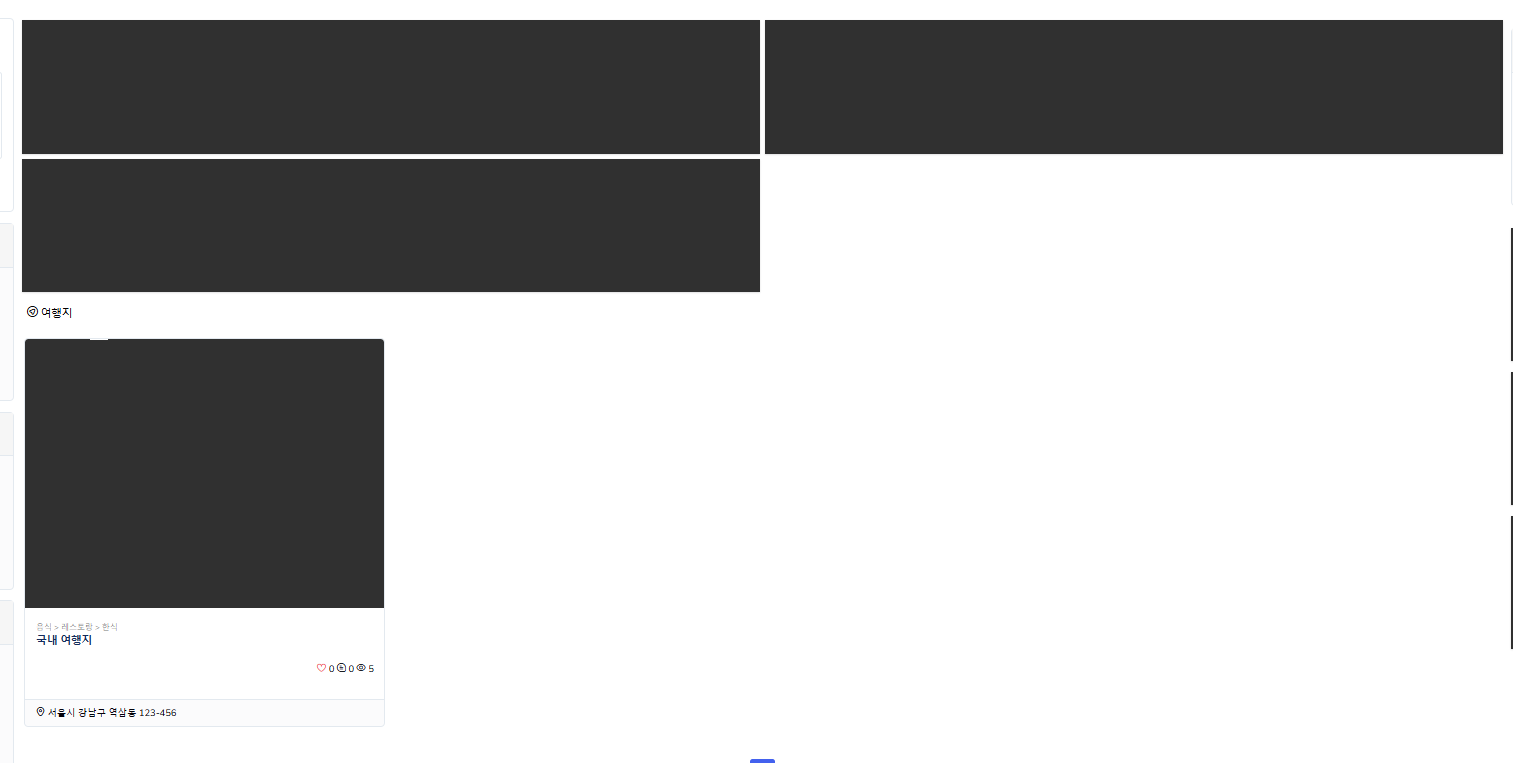 여행지
음식 > 레스토랑 > 한식
국내 여행지
0 0 5
서울시 강남구 역삼동 123-456